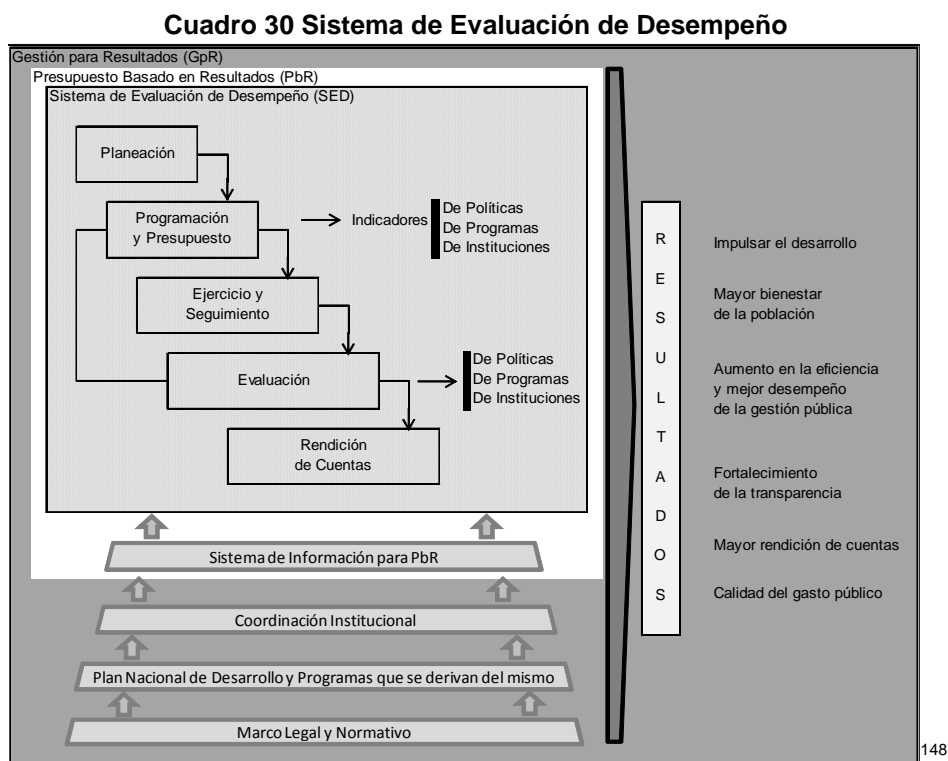 Cuadro 30 Sistema de Evaluación de Desempeño
Gestión para Resultados (GpR)
Presupuesto Basado en Resultados (PbR)
Sistema de Evaluación de Desempeño (SED)
Planeación
Programación
y Presupuesto
Indicadores
De Políticas
De Programas
De Instituciones
Ejercicio y
Seguimiento
Evaluación
De Políticas
De Programas
De Instituciones
Rendición
de Cuentas
Sistema de Información para PbR
Coordinación Institucional
Plan Nacional de Desarrollo y Programas que se derivan del mismo
Marco Legal y Normativo
R
E
S
U
L
T
A
D
O
S
Impulsar el desarrollo
Mayor bienestar
de la población
Aumento en la eficiencia
y mejor desempeño
de la gestión pública
Fortalecimiento
de la transparencia
Mayor rendición de cuentas
Calidad del gasto público
148